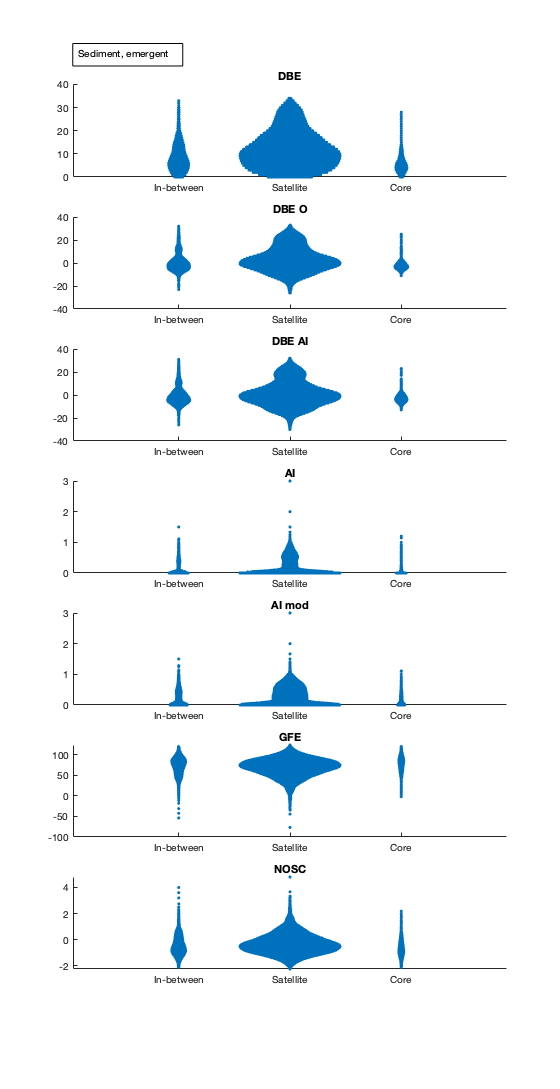 Sediment, emergent
DBE
40
30
20
10
0
In-between Satellite Core
DBE O
40
20
0
-20
-40
In-between Satellite Core
DBE AI
40
20
0
-20
-40
In-between Satellite Core
AI
3
2
1
0
In-between Satellite Core
AI mod
3
2
1
0
In-between Satellite Core
GFE
100
50
0
-50
-100
In-between Satellite Core
NOSC
4
2
0
-2
In-between Satellite Core